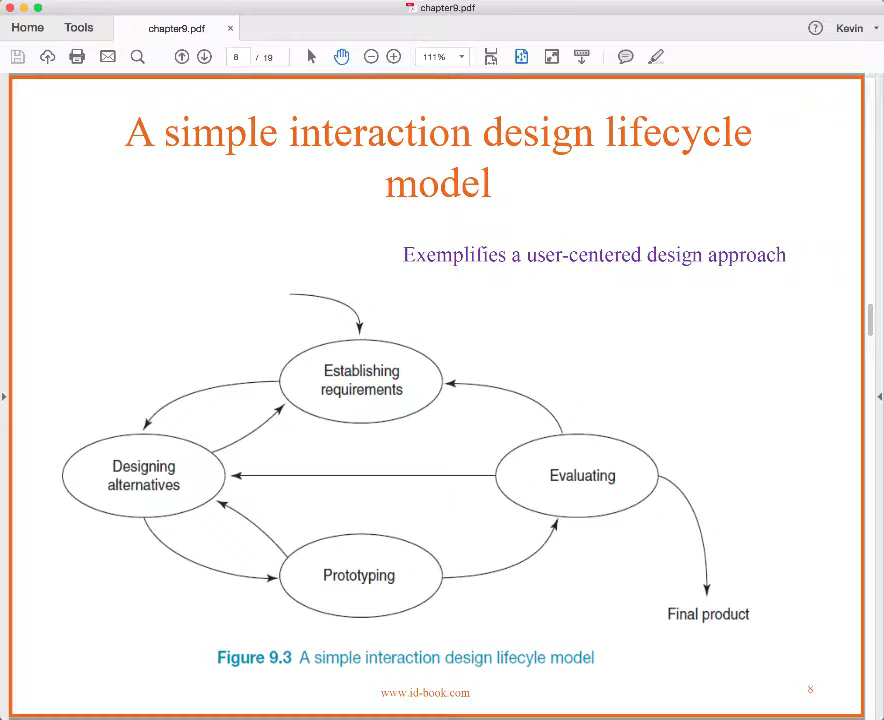 chapter9.pdf
Home Tools chapter9.pdf × ? Kevin
8 / 19 111%
A simple interaction design lifecycle
model
Exemplifies a user-centered design approach
Establishing
requirements
Designing
alternatives
Evaluating
Prototyping
Final product
Figure 9.3 A simple interaction design lifecyle model
www.id-book.com
8